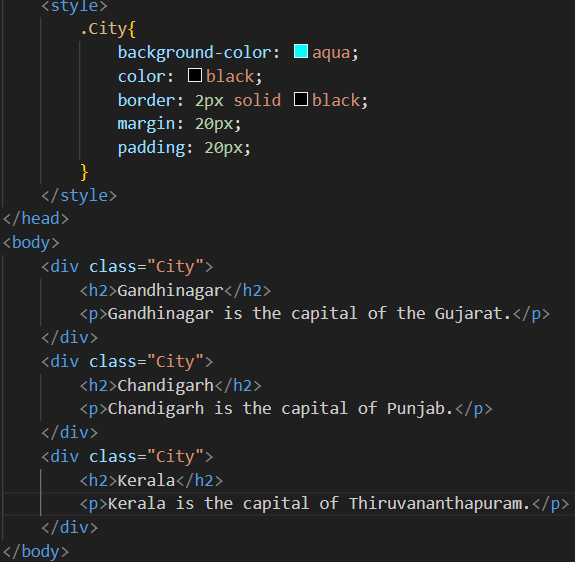 <style>
.City{
background-color: aqua;
color: black;
border: 2px solid black;
margin: 20px;
padding: 20px;
}
</style>
</head>
<body>
<div class="City">
<h2>Gandhinagar</h2>
<p>Gandhinagar is the capital of the Gujarat.</p>
</div>
<div class="City">
<h2>Chandigarh</h2>
<p>Chandigarh is the capital of Punjab.</p>
</div>
<div class="City">
<h2>Kerala</h2>
<p>Kerala is the capital of Thiruvananthapuram.</p>
</div>
</body>